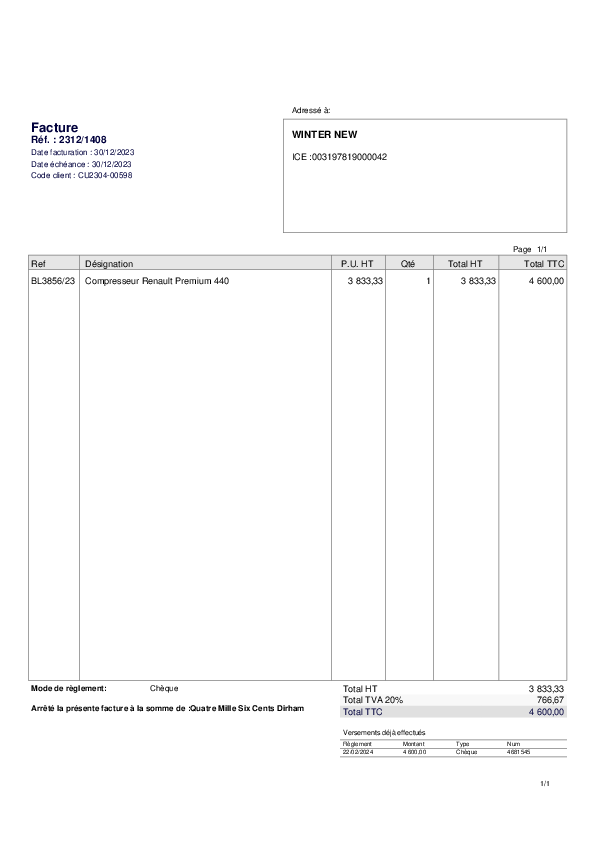 Adressé à:
Facture
Réf. : 2312/1408
Date facturation : 30/12/2023
Date échéance : 30/12/2023
Code client : CU2304-00598
WINTER NEW
ICE :003197819000042
Page 1/1
Ref Désignation P.U. HT Qté Total HT Total TTC
BL3856/23 Compresseur Renault Premium 440 3 833,33 1 3 833,33 4 600,00
Mode de règlement: Chèque
Arrêté la présente facture à la somme de :Quatre Mille Six Cents Dirham
Total HT 3 833,33
Total TVA 20% 766,67
Total TTC 4 600,00
Versements déjà effectués
Règlement Montant Type Num
22/02/2024 4 600,00 Chèque 4681545
1/1